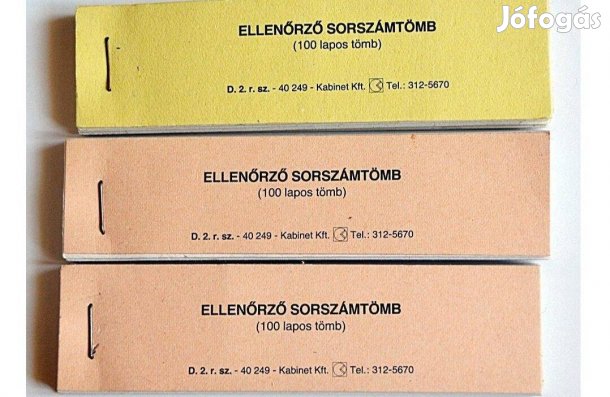 Jófogás
ELLENŐRZŐ SORSZÁMTÖMB
(100 lapos tömb)
D. 2. r. sz. - 40 249 - Kabinet Kft. Tel.: 312-5670
ELLENŐRZŐ SORSZÁMTÖMB
(100 lapos tömb)
D. 2. r. sz. - 40 249 - Kabinet Kft. Tel.: 312-5670
ELLENŐRZŐ SORSZÁMTÖMB
(100 lapos tömb)
D. 2. r. sz. - 40 249 - Kabinet Kft. Tel.: 312-5670